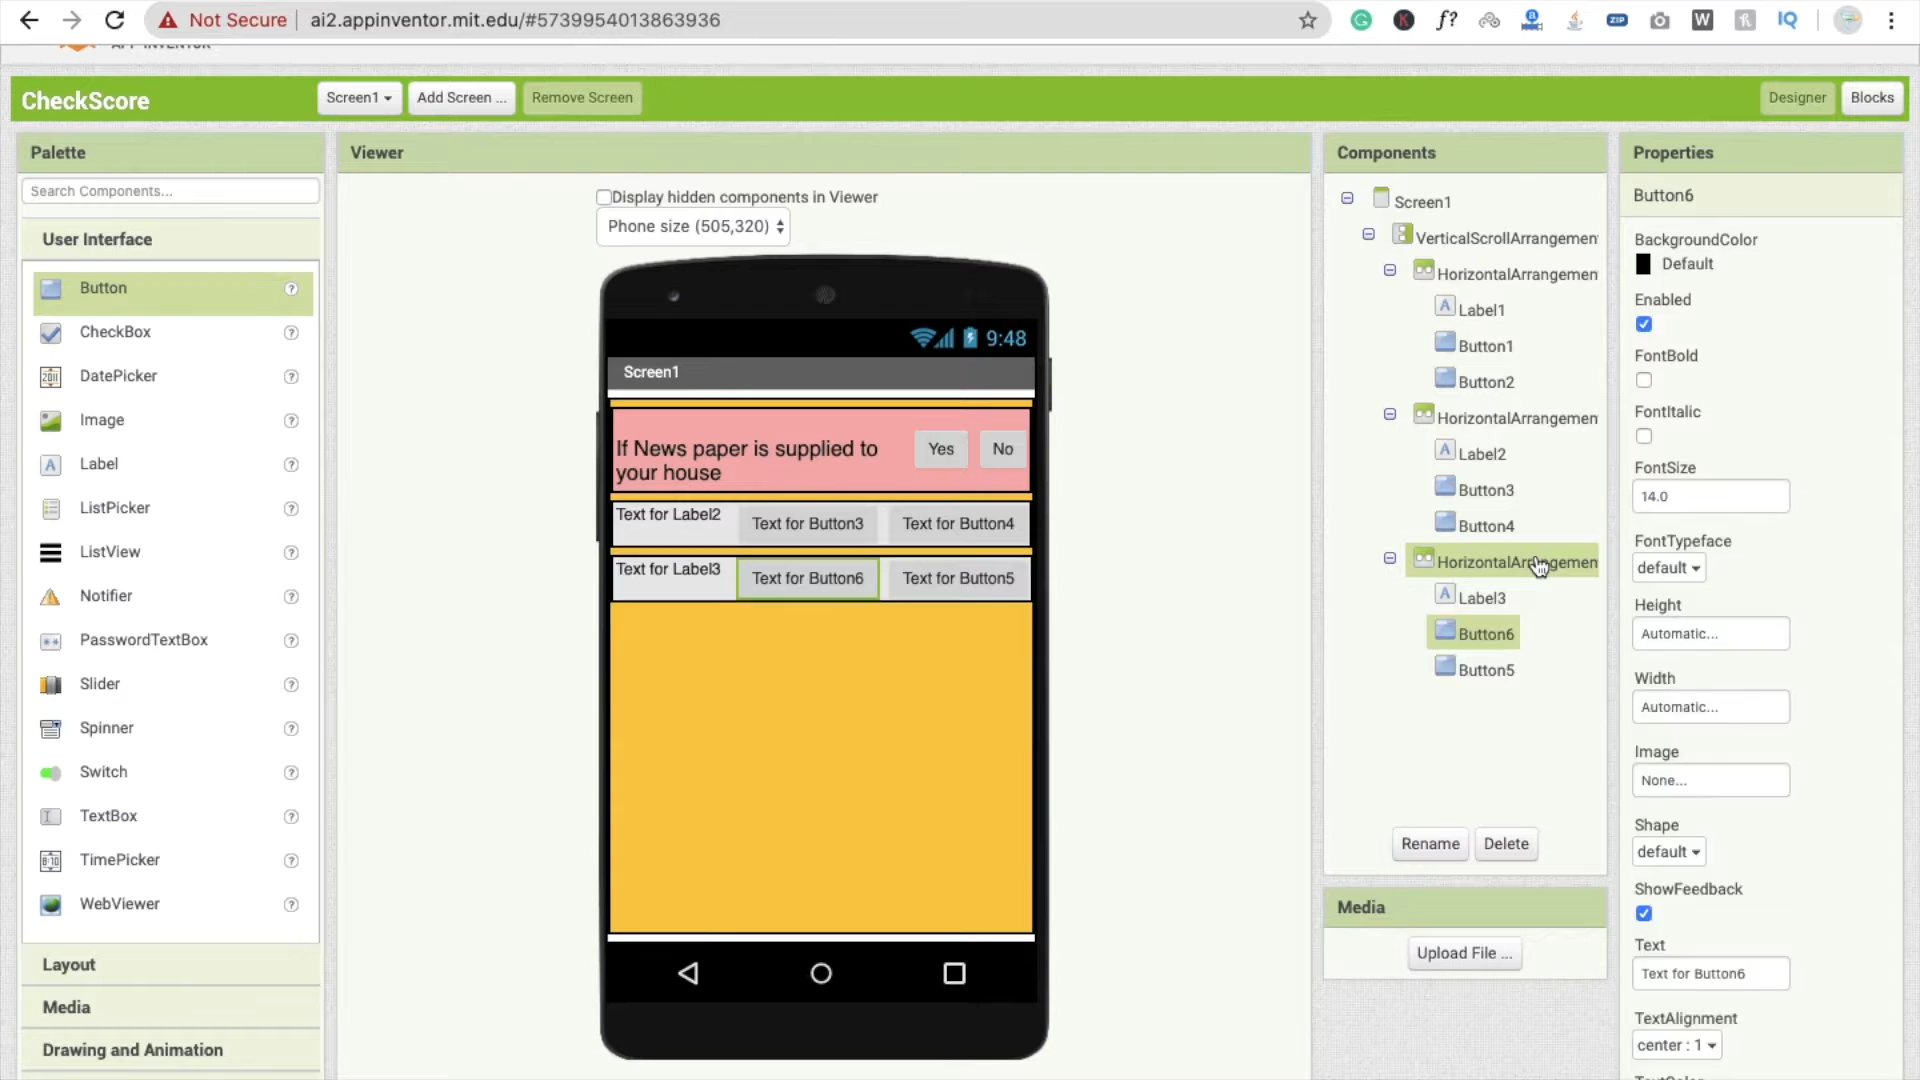 Not Secure
ai2.appinventor.mit.edu/#5739954013863936
APP INVENTOR
CheckScore
Screen1
Add Screen ...
Remove Screen
Designer
Blocks
Palette
Search Components...
User Interface
Button
CheckBox
DatePicker
Image
Label
ListPicker
ListView
Notifier
PasswordTextBox
Slider
Spinner
Switch
TextBox
TimePicker
WebViewer
Layout
Media
Drawing and Animation
Viewer
Display hidden components in Viewer
Phone size (505,320)
9:48
Screen1
If News paper is supplied to
your house
Yes
No
Text for Label2
Text for Button3
Text for Button4
Text for Label3
Text for Button6
Text for Button5
Components
Screen1
VerticalScrollArrangemen
HorizontalArrangemen
Label1
Button1
Button2
HorizontalArrangemen
Label2
Button3
Button4
HorizontalArrangemen
Label3
Button6
Button5
Rename
Delete
Media
Upload File ...
Properties
Button6
BackgroundColor
Default
Enabled
FontBold
FontItalic
FontSize
14.0
FontTypeface
default
Height
Automatic...
Width
Automatic...
Image
None...
Shape
default
ShowFeedback
Text
Text for Button6
TextAlignment
center : 1